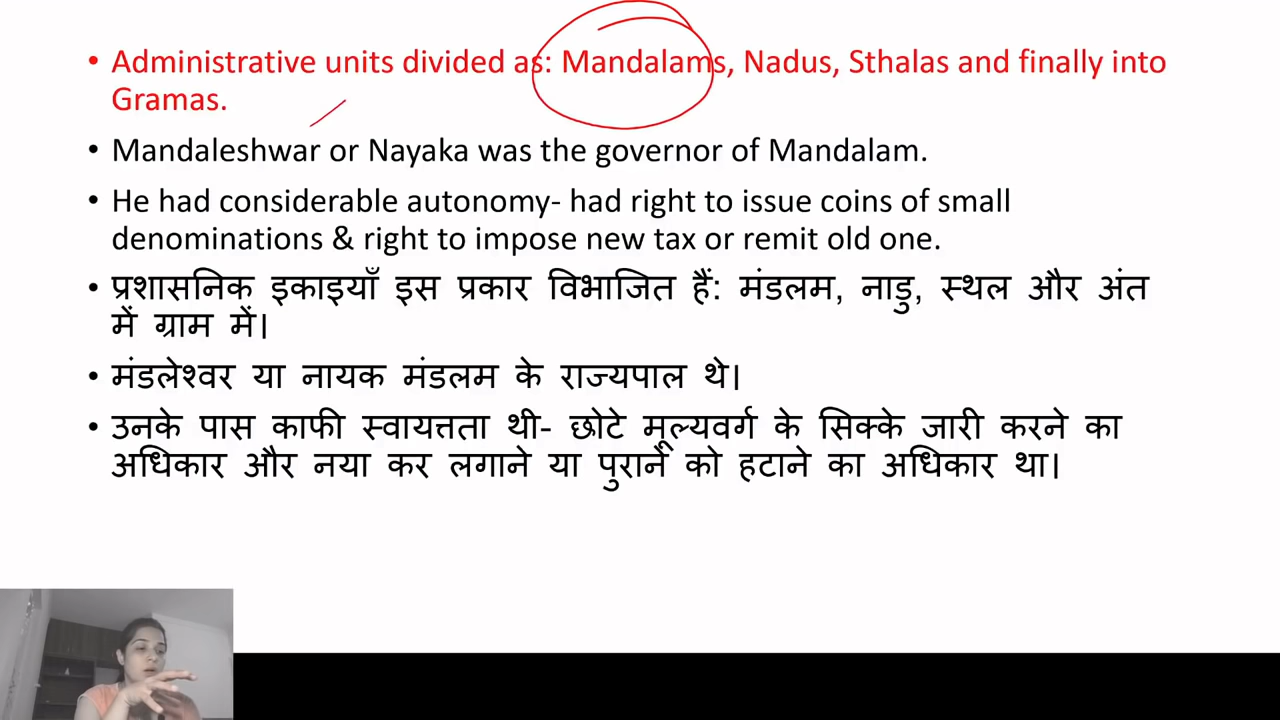 • Administrative units divided as: Mandalams, Nadus, Sthalas and finally into
Gramas.
• Mandaleshwar or Nayaka was the governor of Mandalam.
• He had considerable autonomy- had right to issue coins of small
denominations & right to impose new tax or remit old one.
• प्रशासनिक इकाइयाँ इस प्रकार विभाजित हैं: मंडलम, नाडु, स्थल और अंत
में ग्राम में।
• मंडलेश्वर या नायक मंडलम के राज्यपाल थे।
• उनके पास काफी स्वायत्तता थी- छोटे मूल्यवर्ग के सिक्के जारी करने का
अधिकार और नया कर लगाने या पुराने को हटाने का अधिकार था।